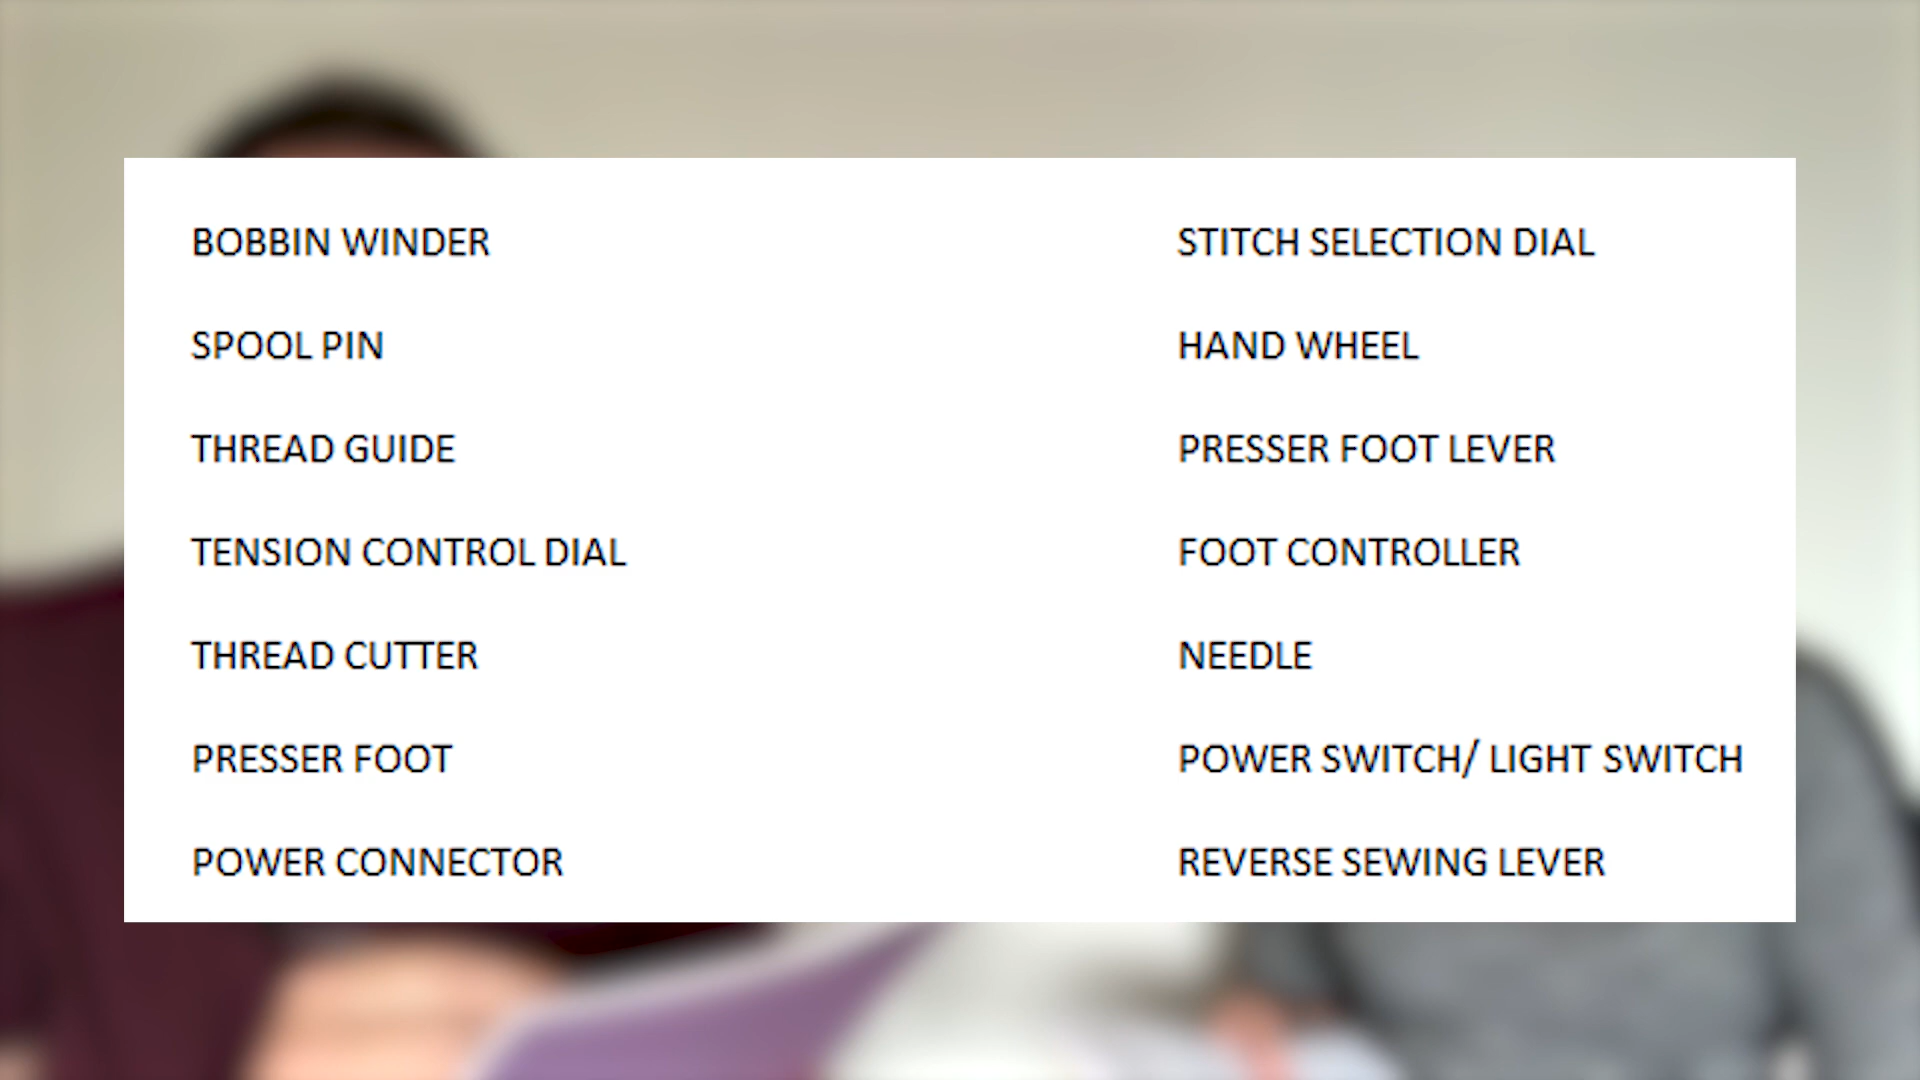 BOBBIN WINDER
SPOOL PIN
THREAD GUIDE
TENSION CONTROL DIAL
THREAD CUTTER
PRESSER FOOT
POWER CONNECTOR
STITCH SELECTION DIAL
HAND WHEEL
PRESSER FOOT LEVER
FOOT CONTROLLER
NEEDLE
POWER SWITCH/ LIGHT SWITCH
REVERSE SEWING LEVER